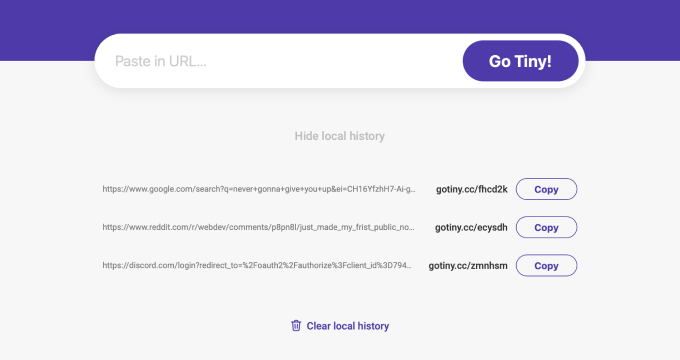 Paste in URL...
Go Tiny!
Hide local history
https://www.google.com/search?q=never+gonna+give+you+up&ei=CH16YfzhH7-Ai-g... gotiny.cc/fhcd2k Copy
https://www.reddit.com/r/webdev/comments/p8pn8l/just_made_my_frist_public_no... gotiny.cc/ecysdh Copy
https://discord.com/login?redirect_to=%2Foauth2%2Fauthorize%3Fclient_id%3D794... gotiny.cc/zmnhsm Copy
Clear local history